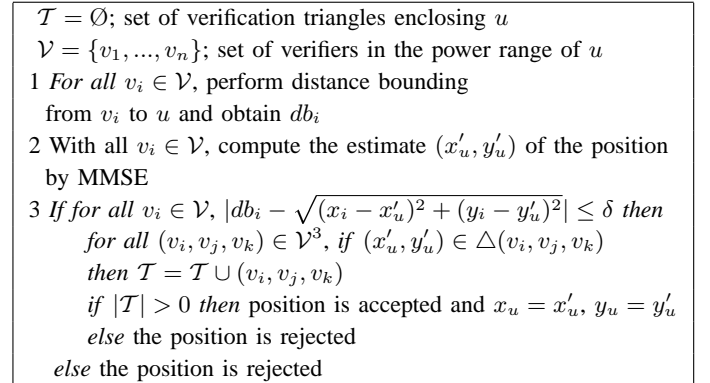 𝒯 = Ø; set of verification triangles enclosing u
𝒱 = {v₁, ..., vₙ}; set of verifiers in the power range of u
1 For all vᵢ ∈ 𝒱, perform distance bounding
from vᵢ to u and obtain dbᵢ
2 With all vᵢ ∈ 𝒱, compute the estimate (x′ᵤ, y′ᵤ) of the position
by MMSE
3 If for all vᵢ ∈ 𝒱, |dbᵢ − √((xᵢ − x′ᵤ)² + (yᵢ − y′ᵤ)²)| ≤ δ then
for all (vᵢ, vⱼ, vₖ) ∈ 𝒱³, if (x′ᵤ, y′ᵤ) ∈ △(vᵢ, vⱼ, vₖ)
then 𝒯 = 𝒯 ∪ (vᵢ, vⱼ, vₖ)
if |𝒯| > 0 then position is accepted and xᵤ = x′ᵤ, yᵤ = y′ᵤ
else the position is rejected
else the position is rejected